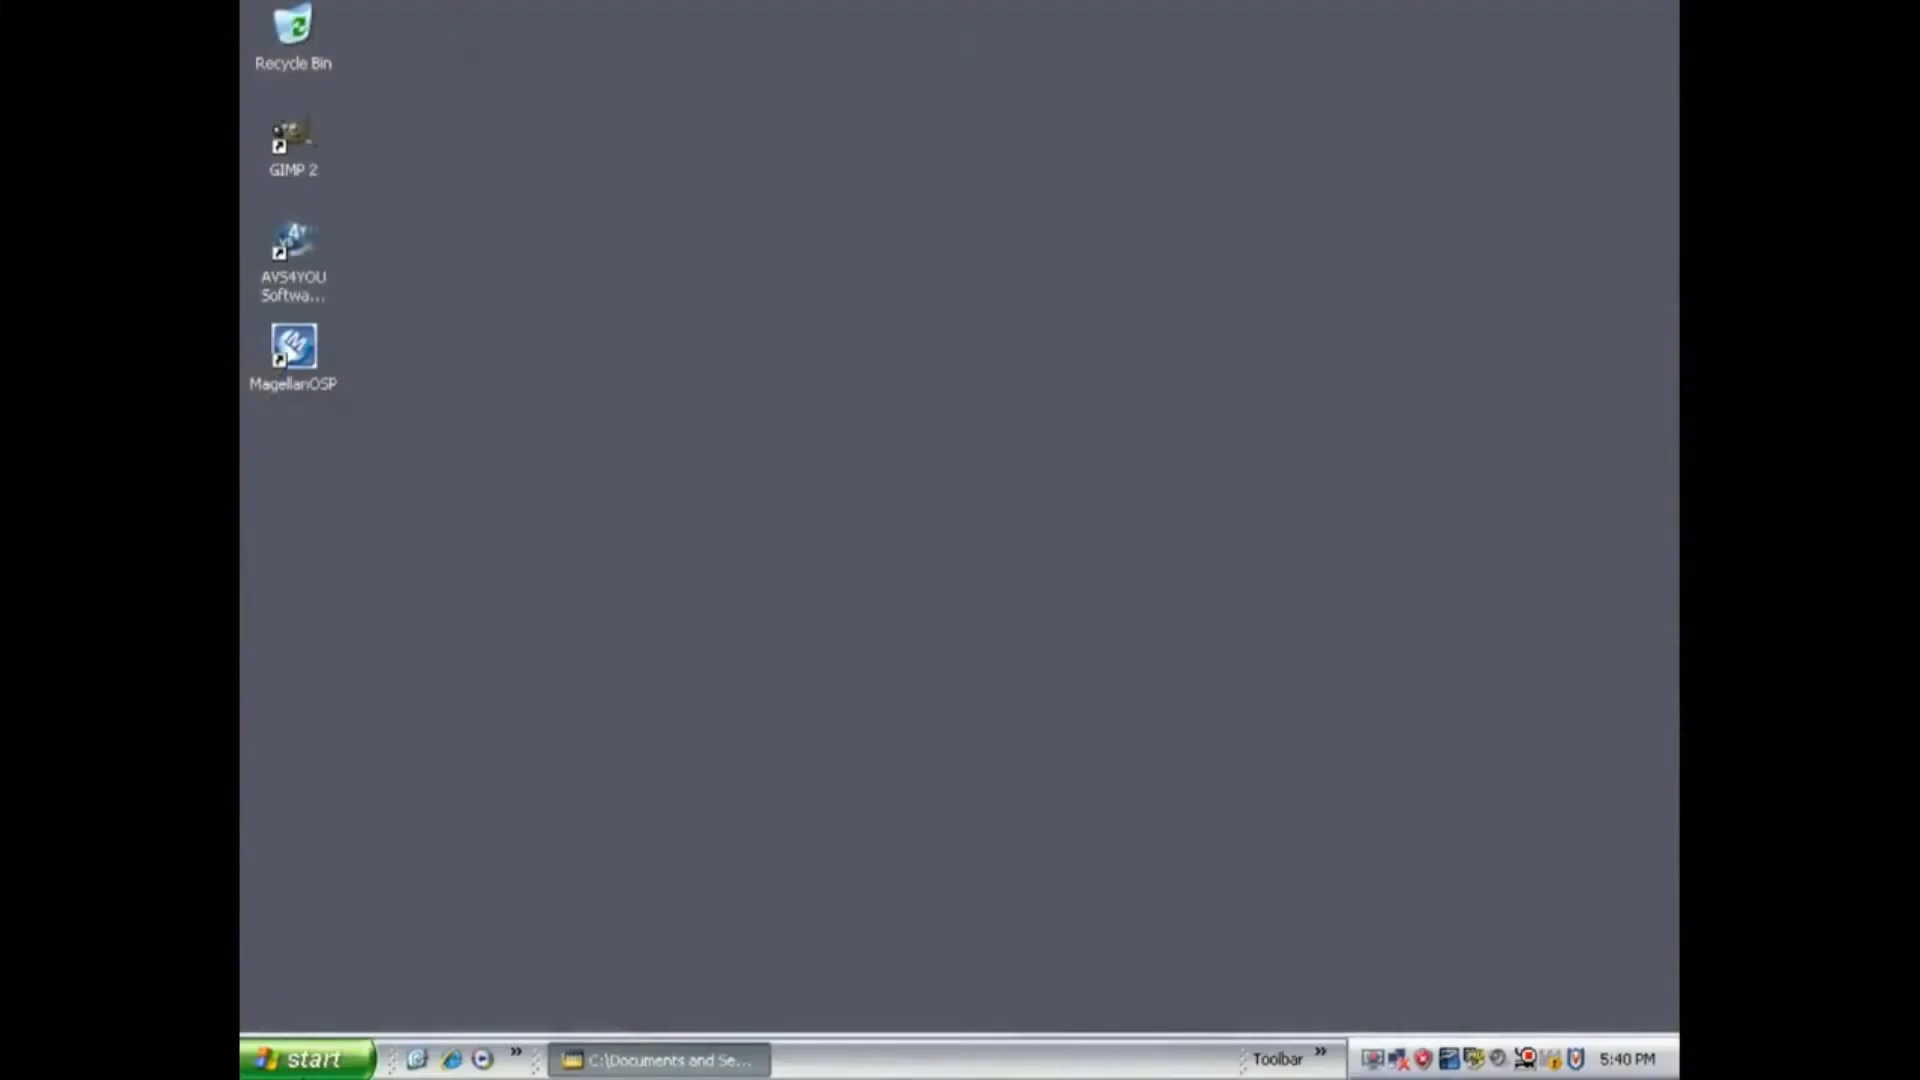 Recycle Bin
GIMP 2
AVS4YOU
Softwa...
MagellanOSP
start
C:\Documents and Se...
Toolbar
5:40 PM